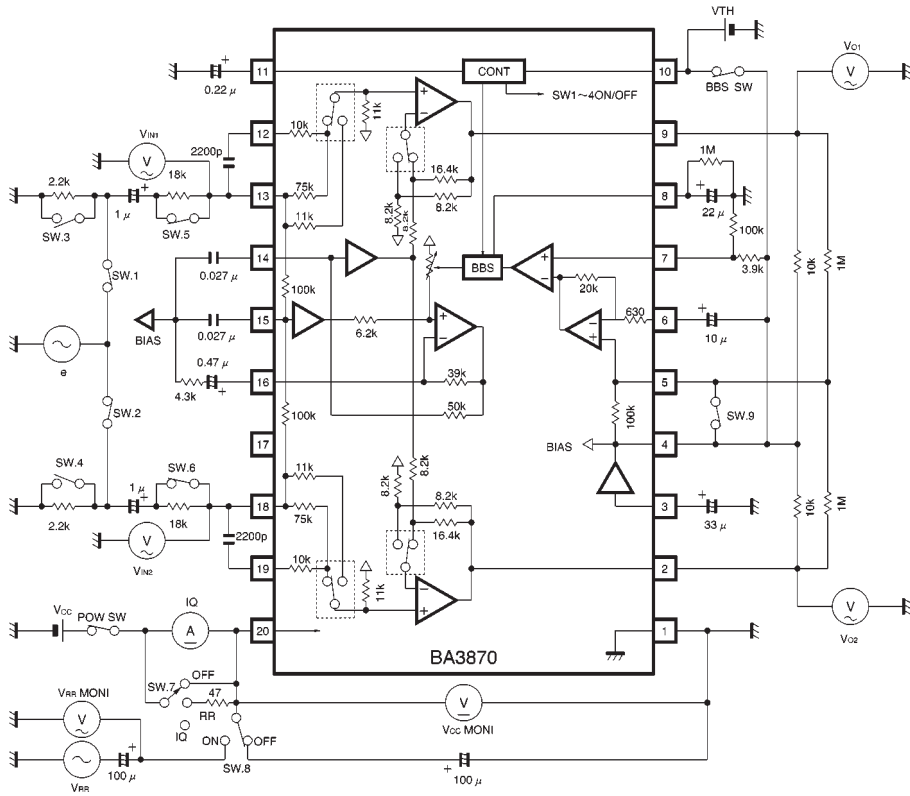 VTH
VO1
11
CONT
10
0.22 μ
SW1~4ON/OFF
BBS SW
11k
VIN1
V
12
10k
9
2200p
1M
2.2k
18k
16.4k
13
75k
8.2k
8
1 μ
SW.3
SW.5
11k
8.2k
8.2k
22 μ
100k
SW.1
14
7
0.027 μ
BBS
3.9k
10k
1M
100k
20k
15
630
6
BIAS
0.027 μ
6.2k
10 μ
0.47 μ
e
16
39k
5
4.3k
50k
100k
SW.2
SW.9
100k
17
BIAS
4
SW.4
SW.6
11k
8.2k
8.2k
1 μ
18
75k
8.2k
3
2.2k
18k
16.4k
33 μ
10k
1M
2200p
V
VIN2
19
10k
2
11k
VCC
POW SW
IQ
A
20
1
V
VO2
BA3870
OFF
SW.7
47
RR
V
VCC MONI
VRR MONI
V
IQ
ON
OFF
SW.8
100 μ
100 μ
VRR